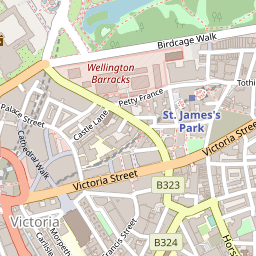 Birdcage Walk
Wellington
Barracks
Petty France
Tothi
Palace Street
Castle Lane
St. James's
Park
Cathedral Walk
Victoria Street
Victoria Street
B323
Victoria
Carlisle
Morpeth
Francis Street
B324
Hors